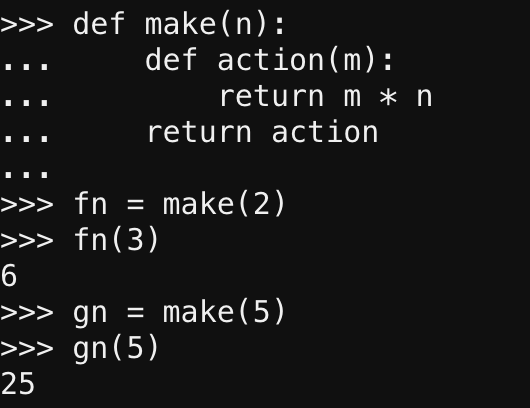 >>> def make(n):
...     def action(m):
...         return m * n
...     return action
...
>>> fn = make(2)
>>> fn(3)
6
>>> gn = make(5)
>>> gn(5)
25